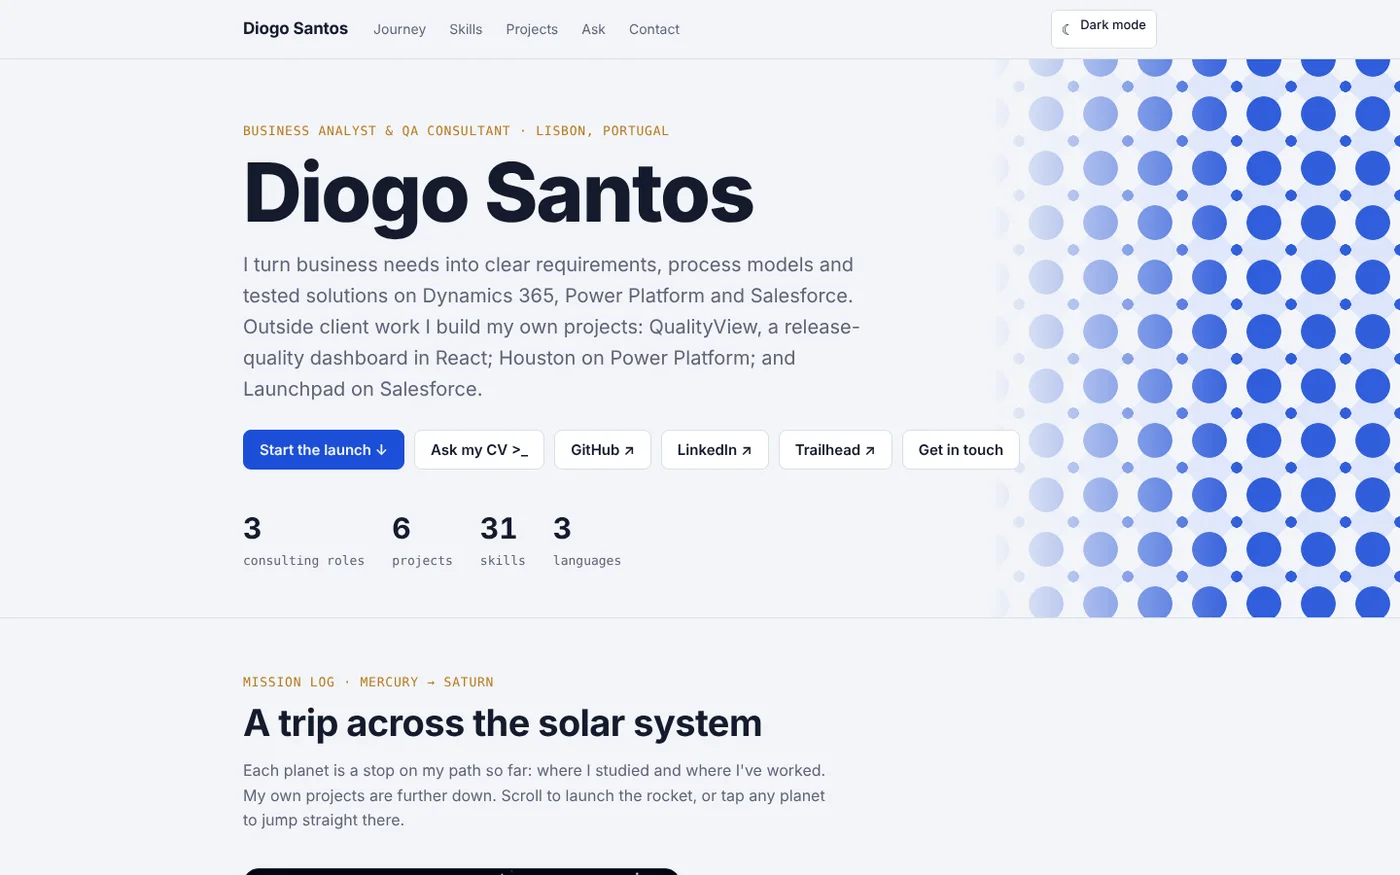 Diogo Santos Journey Skills Projects Ask Contact ☾ Dark mode
BUSINESS ANALYST & QA CONSULTANT · LISBON, PORTUGAL
Diogo Santos
I turn business needs into clear requirements, process models and
tested solutions on Dynamics 365, Power Platform and Salesforce.
Outside client work I build my own projects: QualityView, a release-
quality dashboard in React; Houston on Power Platform; and
Launchpad on Salesforce.
Start the launch ↓ Ask my CV >_ GitHub ↗ LinkedIn ↗ Trailhead ↗ Get in touch
3 6 31 3
consulting roles projects skills languages
MISSION LOG · MERCURY → SATURN
A trip across the solar system
Each planet is a stop on my path so far: where I studied and where I've worked.
My own projects are further down. Scroll to launch the rocket, or tap any planet
to jump straight there.